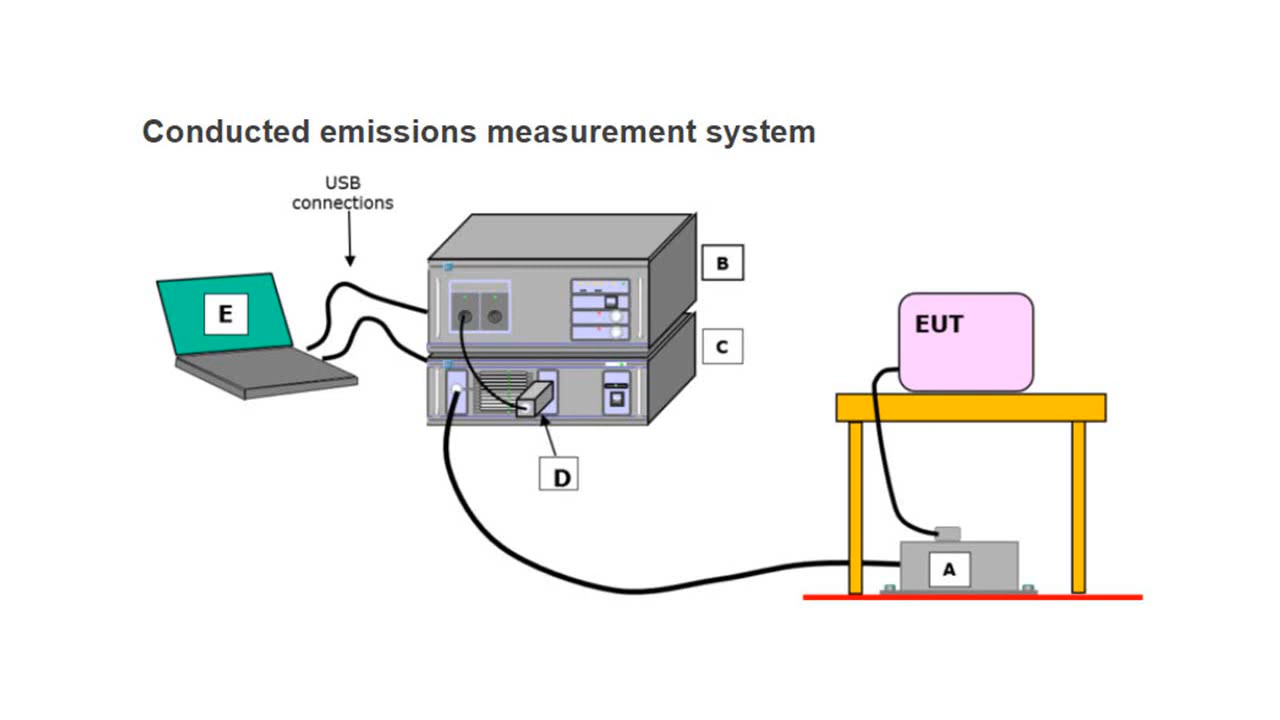 Conducted emissions measurement system
USB
connections
B
E
EUT
C
D
A